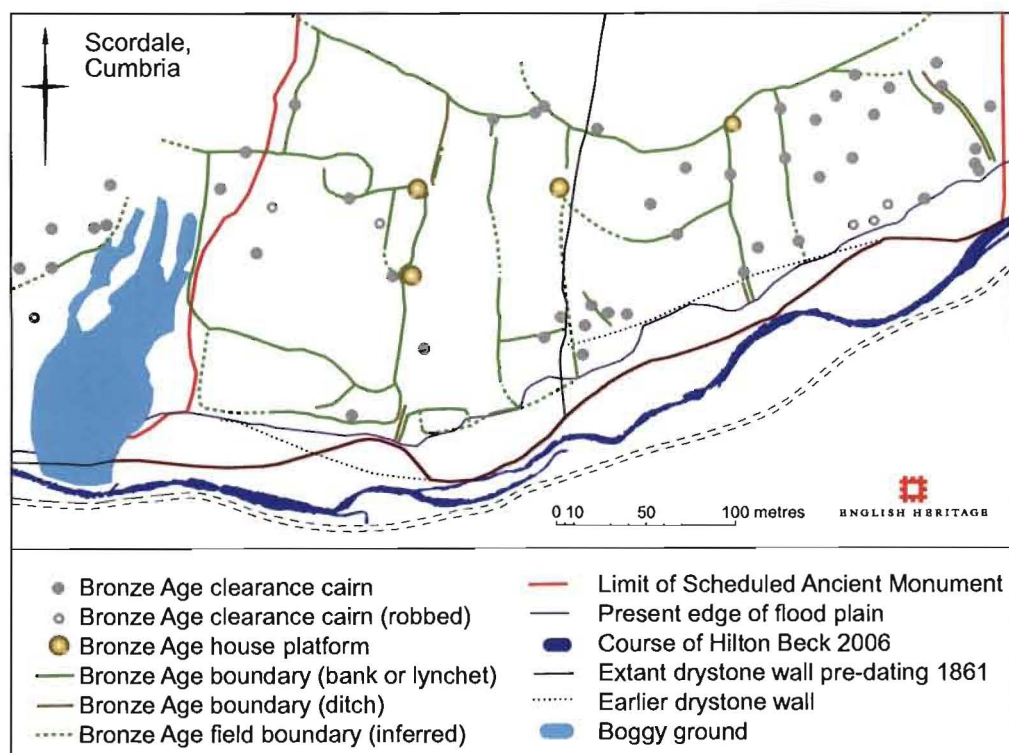 Scordale,
Cumbria
0 10 50 100 metres
ENGLISH HERITAGE
Bronze Age clearance cairn
Bronze Age clearance cairn (robbed)
Bronze Age house platform
Bronze Age boundary (bank or lynchet)
Bronze Age boundary (ditch)
Bronze Age field boundary (inferred)
Limit of Scheduled Ancient Monument
Present edge of flood plain
Course of Hilton Beck 2006
Extant drystone wall pre-dating 1861
Earlier drystone wall
Boggy ground